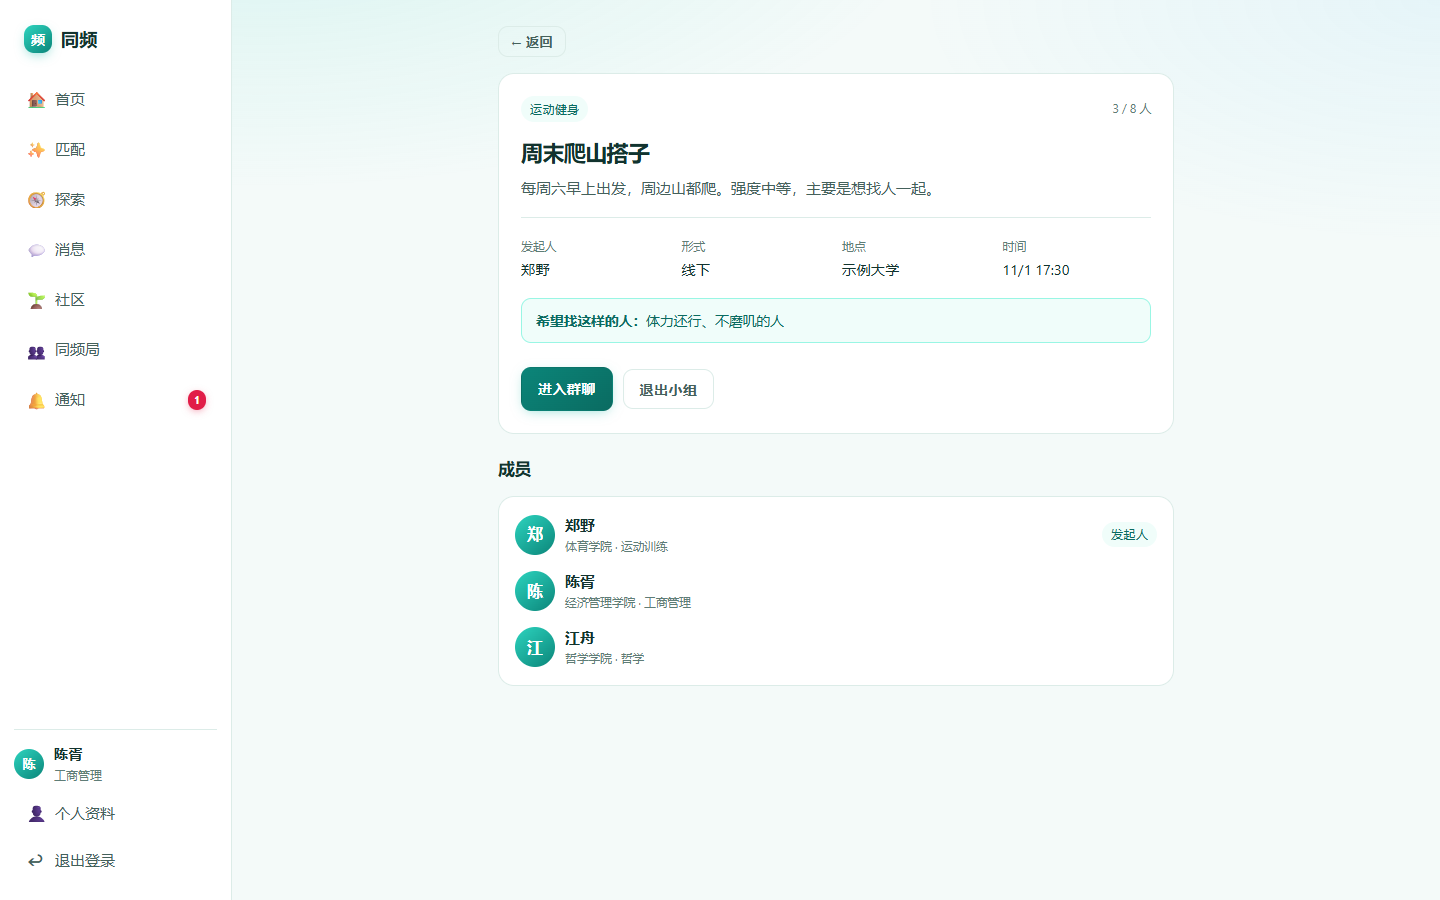 频 同频
首页
匹配
探索
消息
社区
同频局
通知 1
陈 陈胥
工商管理
个人资料
退出登录
← 返回
运动健身 3 / 8 人
周末爬山搭子
每周六早上出发，周边山都爬。强度中等，主要是想找人一起。
发起人 形式 地点 时间
郑野 线下 示例大学 11/1 17:30
希望找这样的人：体力还行、不磨叽的人
进入群聊 退出小组
成员
郑 郑野 发起人
体育学院 · 运动训练
陈 陈胥
经济管理学院 · 工商管理
江 江舟
哲学学院 · 哲学